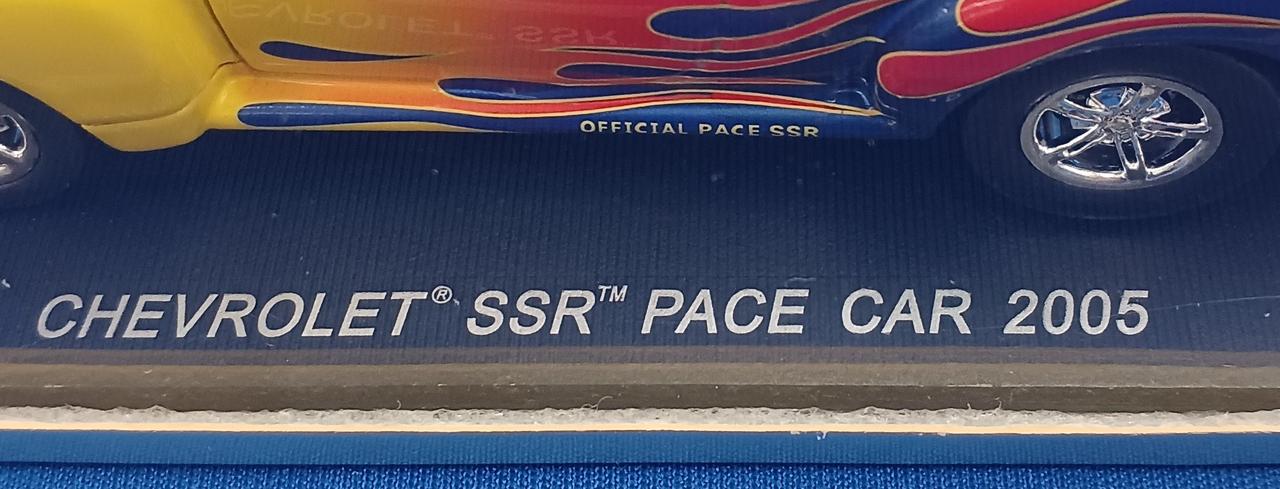 OFFICIAL PACE SSR
CHEVROLET® SSR™ PACE CAR 2005